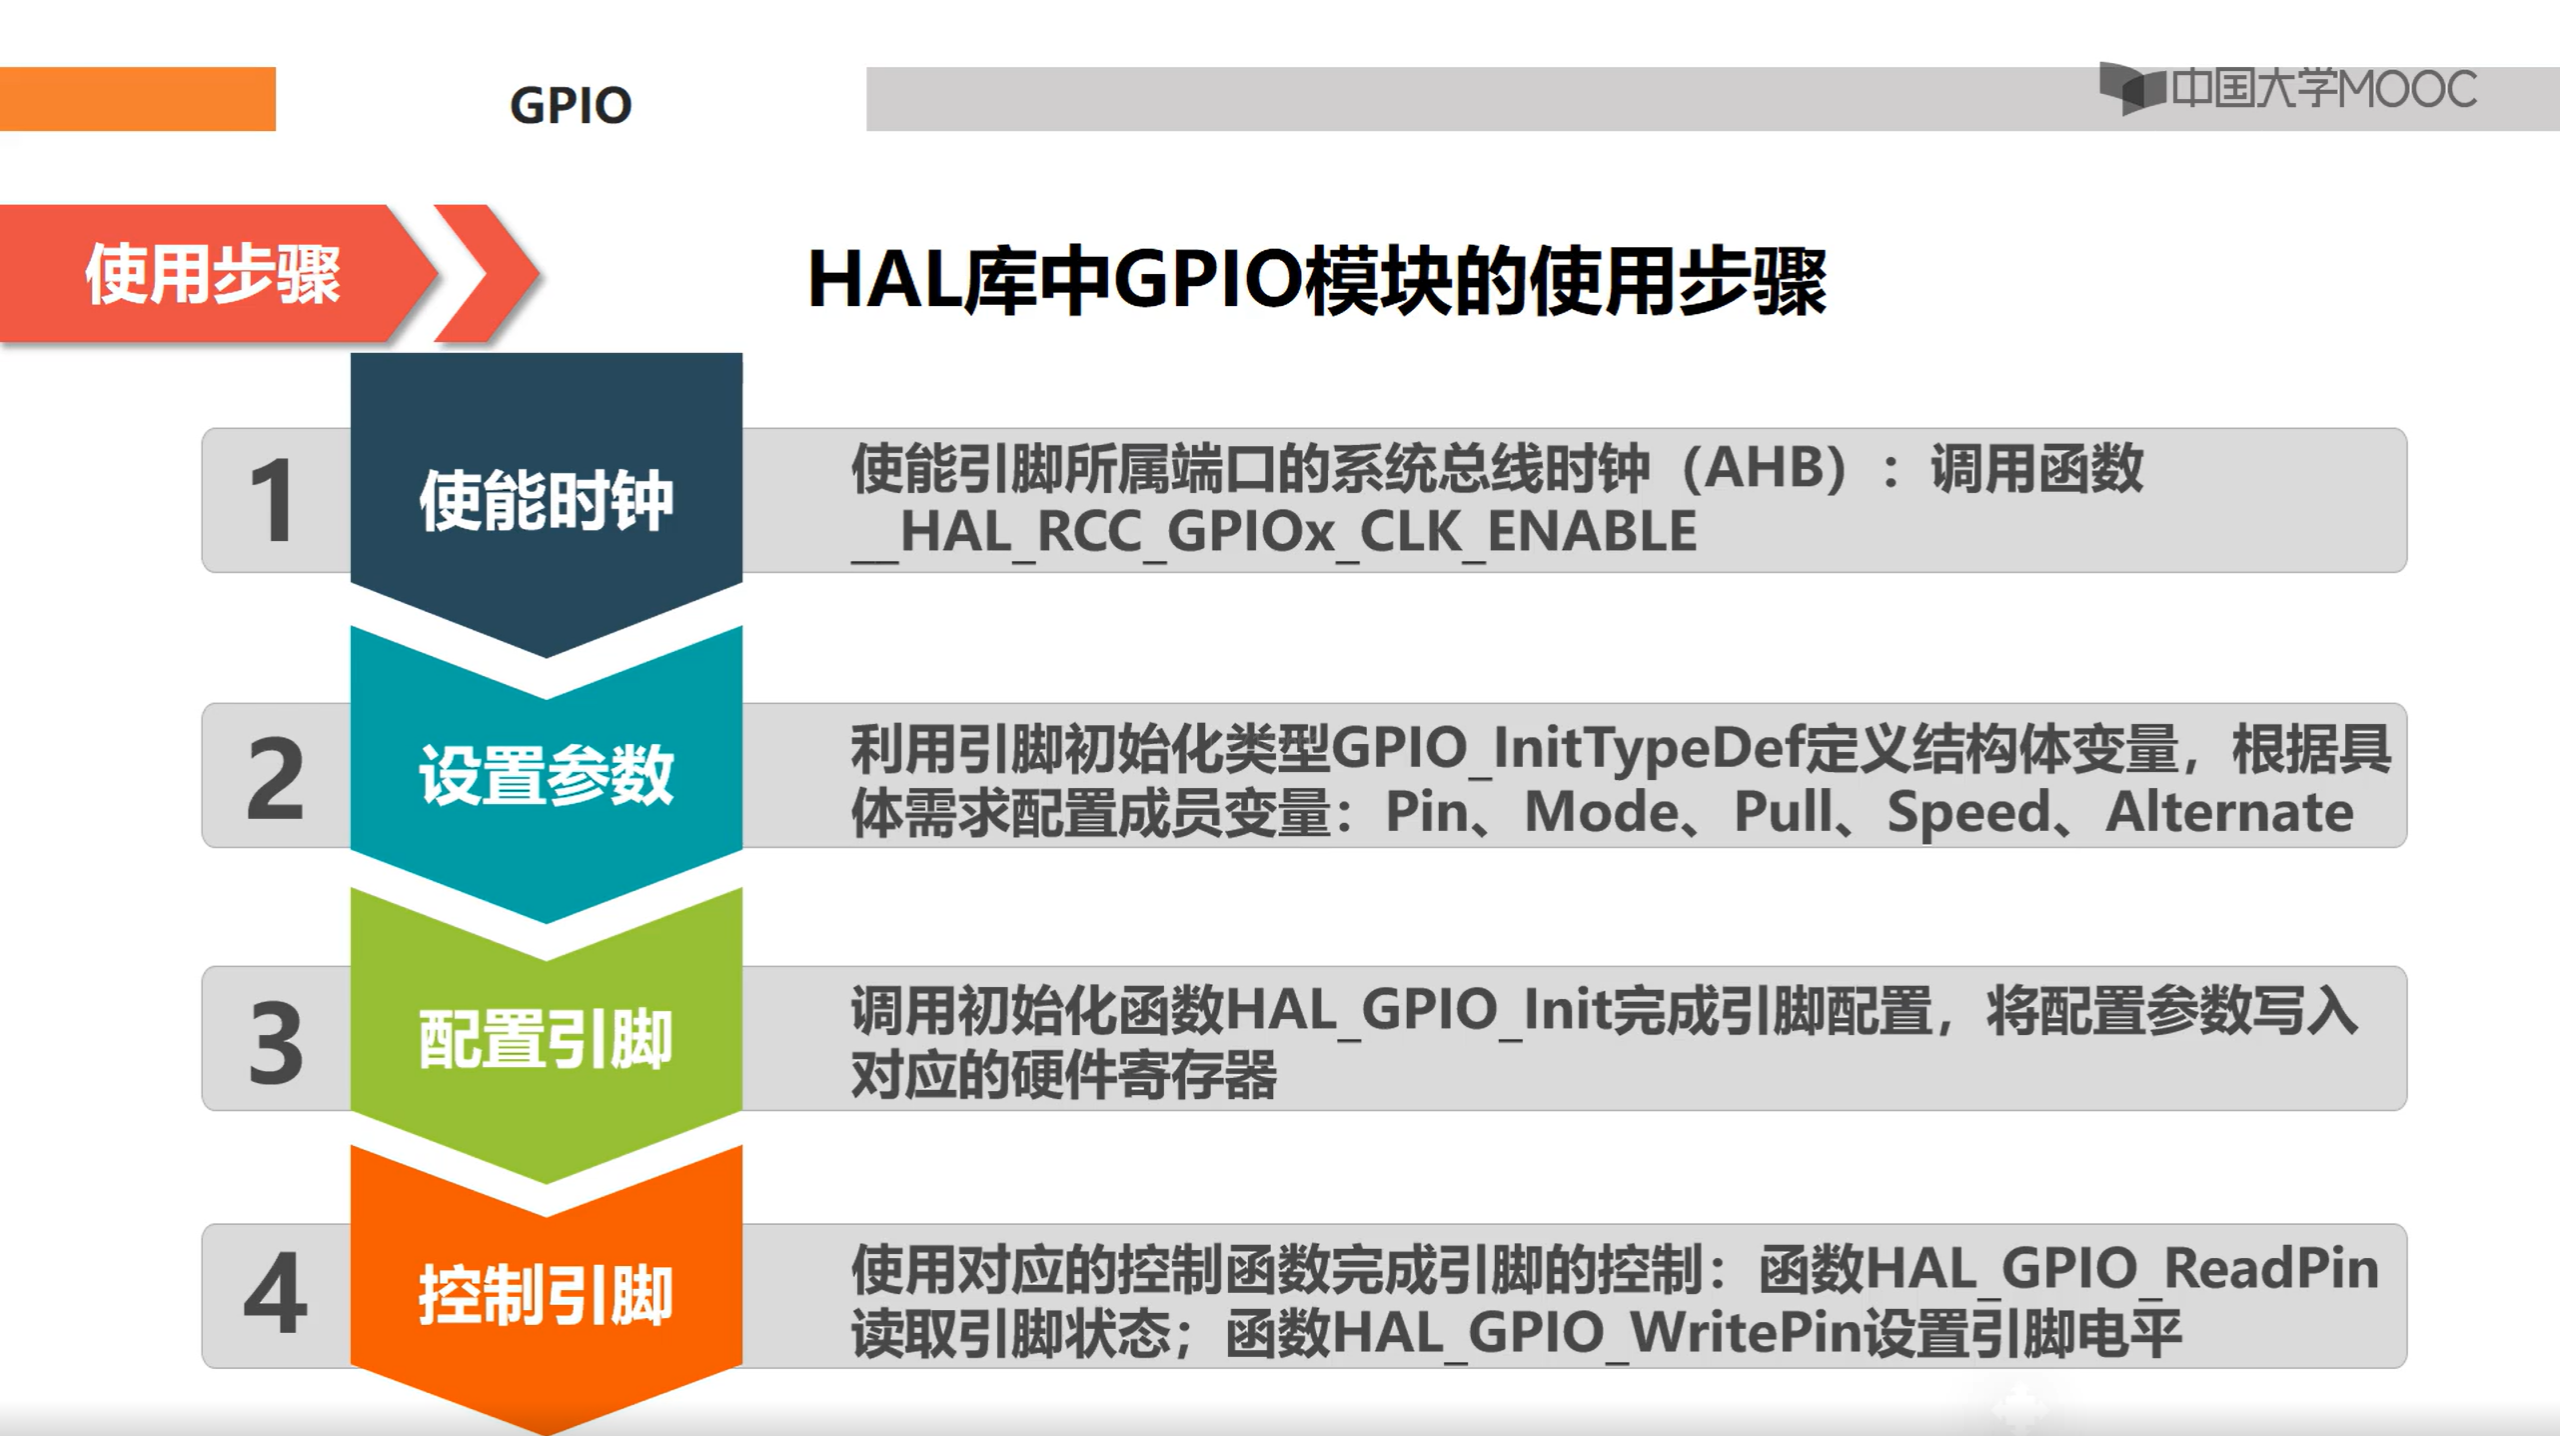 GPIO
中国大学MOOC
使用步骤
HAL库中GPIO模块的使用步骤
1
使能时钟
使能引脚所属端口的系统总线时钟（AHB）：调用函数
__HAL_RCC_GPIOx_CLK_ENABLE
2
设置参数
利用引脚初始化类型GPIO_InitTypeDef定义结构体变量，根据具
体需求配置成员变量：Pin、Mode、Pull、Speed、Alternate
3
配置引脚
调用初始化函数HAL_GPIO_Init完成引脚配置，将配置参数写入
对应的硬件寄存器
4
控制引脚
使用对应的控制函数完成引脚的控制：函数HAL_GPIO_ReadPin
读取引脚状态；函数HAL_GPIO_WritePin设置引脚电平